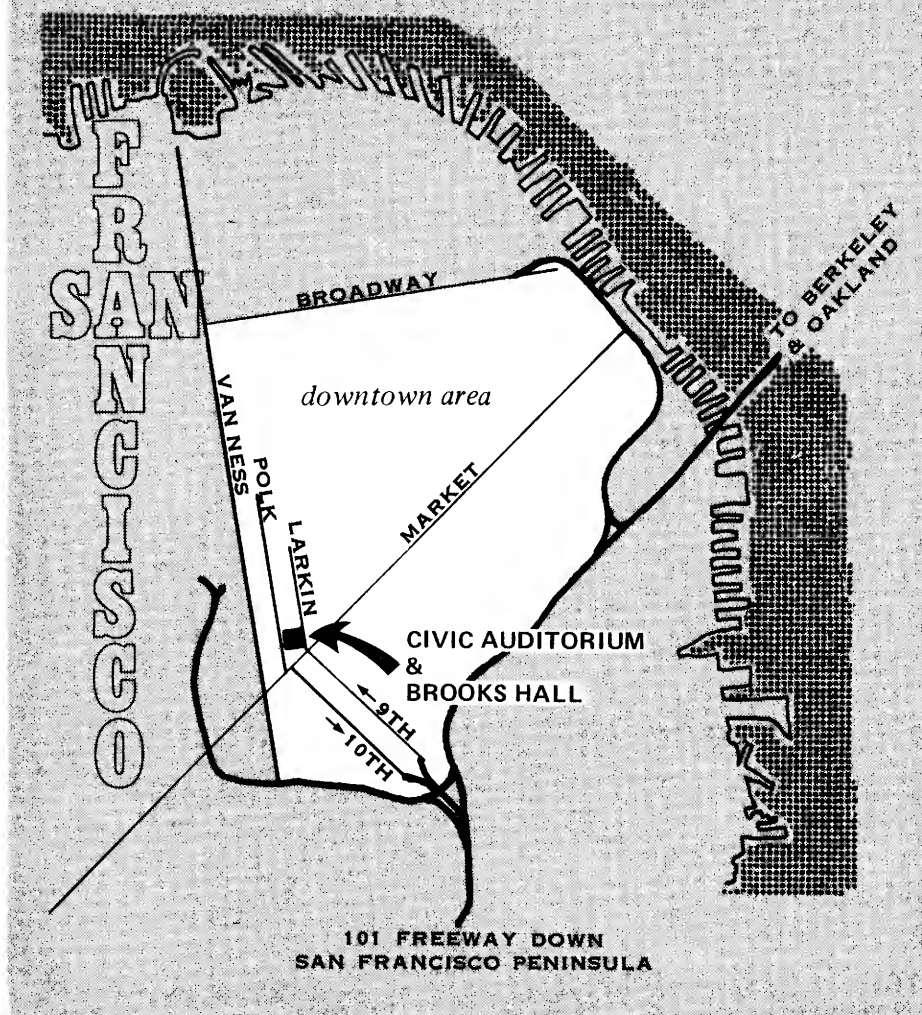 SAN FRANCISCO
TO BERKELEY
& OAKLAND
BROADWAY
downtown area
VAN NESS
POLK
LARKIN
MARKET
CIVIC AUDITORIUM
&
BROOKS HALL
9TH
10TH
101 FREEWAY DOWN
SAN FRANCISCO PENINSULA